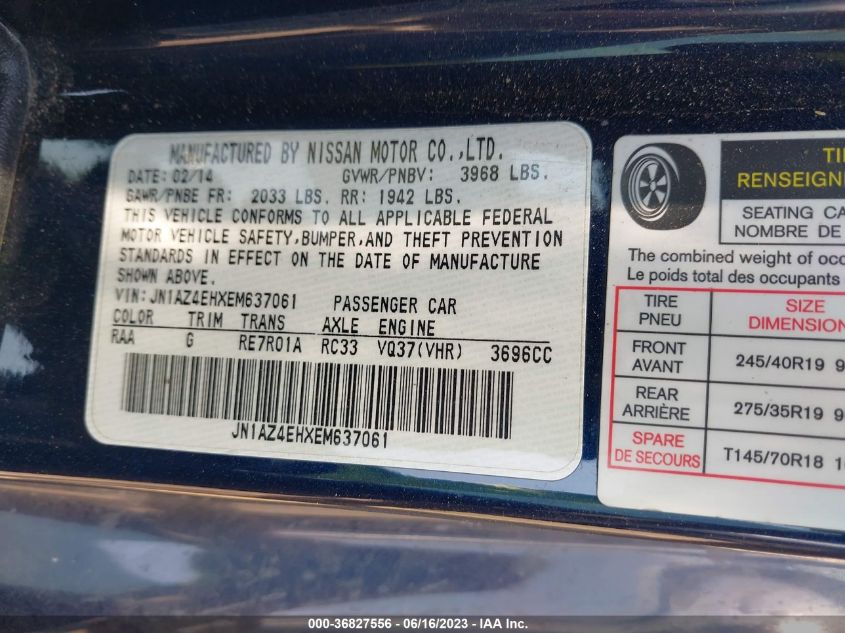 MANUFACTURED BY NISSAN MOTOR CO.,LTD.
DATE: 02/14 GVWR/PNBV: 3968 LBS.
GAWR/PNBE FR: 2033 LBS. RR: 1942 LBS.
THIS VEHICLE CONFORMS TO ALL APPLICABLE FEDERAL
MOTOR VEHICLE SAFETY,BUMPER,AND THEFT PREVENTION
STANDARDS IN EFFECT ON THE DATE OF MANUFACTURE
SHOWN ABOVE.
VIN: JN1AZ4EHXEM637061 PASSENGER CAR
COLOR TRIM TRANS AXLE ENGINE
RAA G RE7R01A RC33 VQ37(VHR) 3696CC
JN1AZ4EHXEM637061
RENSEIGNE
SEATING CA
NOMBRE DE
The combined weight of occ
Le poids total des occupants
TIRE PNEU SIZE DIMENSION
FRONT AVANT 245/40R19 9
REAR ARRIÈRE 275/35R19 9
SPARE DE SECOURS T145/70R18 1
000-36827556 - 06/16/2023 - IAA Inc.